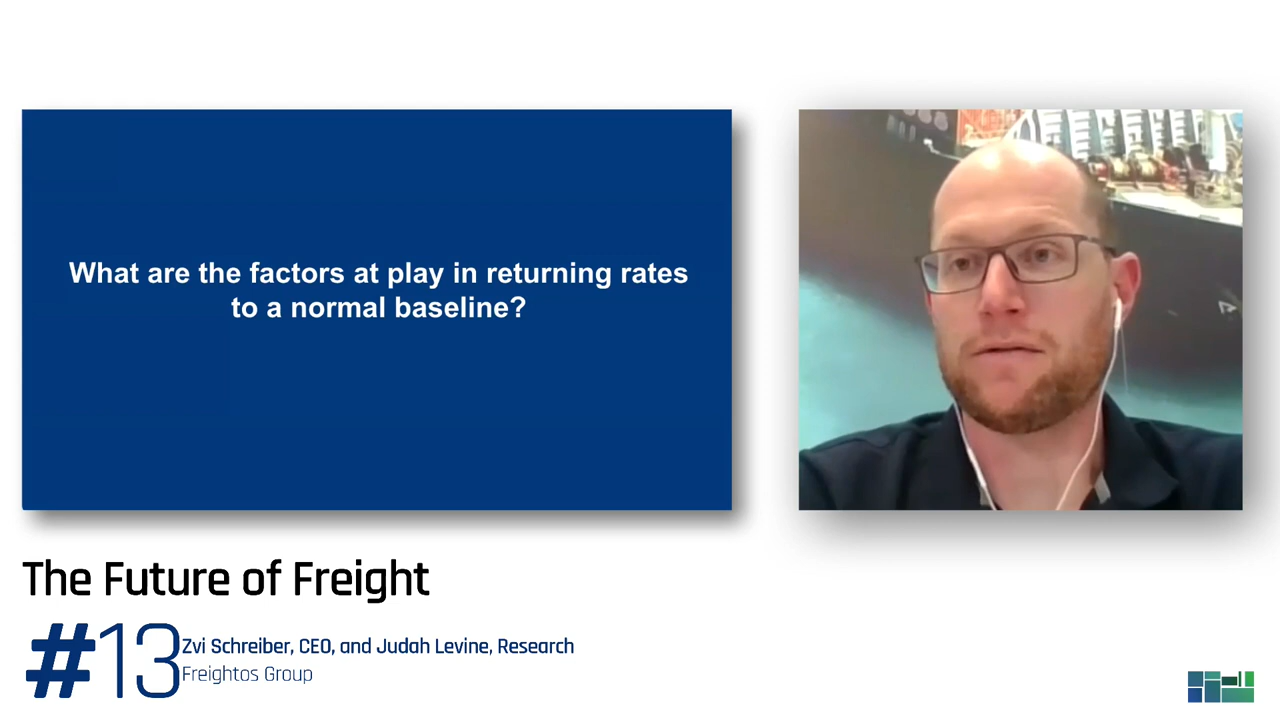 What are the factors at play in returning rates
to a normal baseline?
The Future of Freight
#13
Zvi Schreiber, CEO, and Judah Levine, Research
Freightos Group